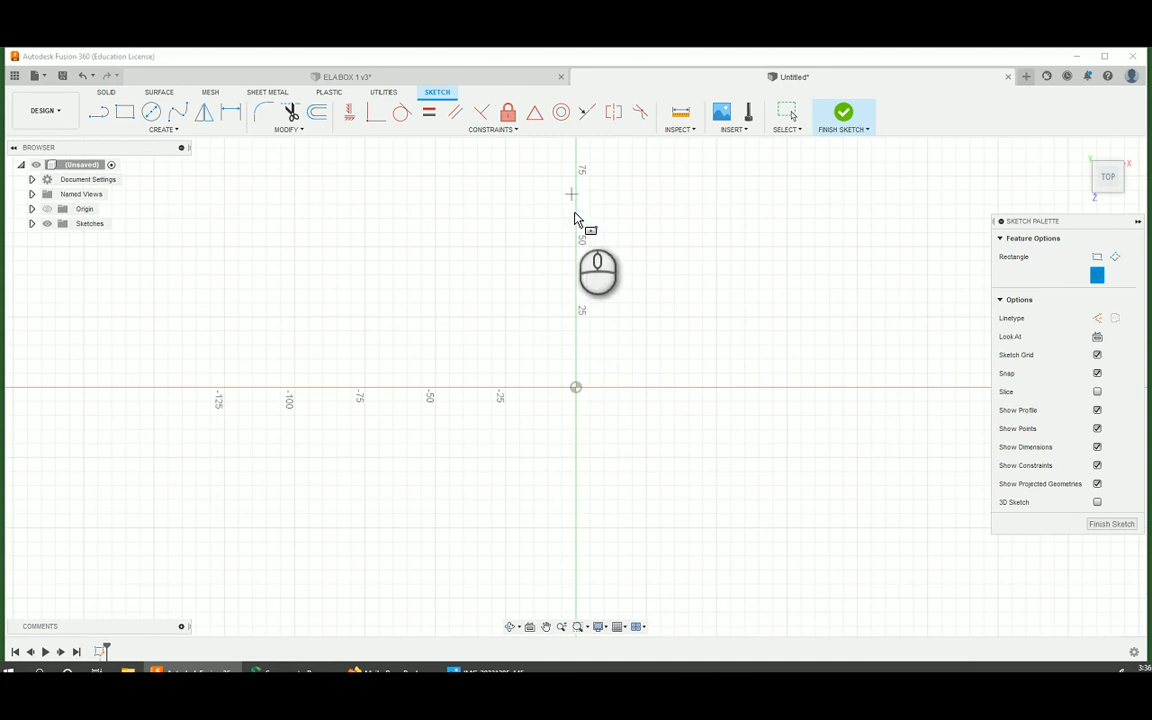 Autodesk Fusion 360 (Education License)
ELABOX 1 v3*
Untitled*
DESIGN
SOLID
SURFACE
MESH
SHEET METAL
PLASTIC
UTILITIES
SKETCH
CREATE
MODIFY
CONSTRAINTS
INSPECT
INSERT
SELECT
FINISH SKETCH
BROWSER
(Unsaved)
Document Settings
Named Views
Origin
Sketches
75
50
25
-125
-100
-75
-50
-25
Y
X
TOP
Z
SKETCH PALETTE
Feature Options
Rectangle
Options
Linetype
Look At
Sketch Grid
Snap
Slice
Show Profile
Show Points
Show Dimensions
Show Constraints
Show Projected Geometries
3D Sketch
Finish Sketch
COMMENTS
3:36